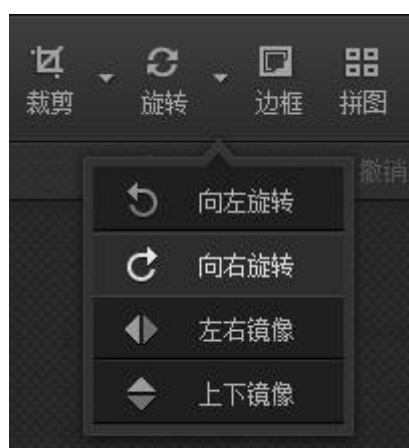 裁剪 旋转 边框 拼图
撤销
向左旋转
向右旋转
左右镜像
上下镜像